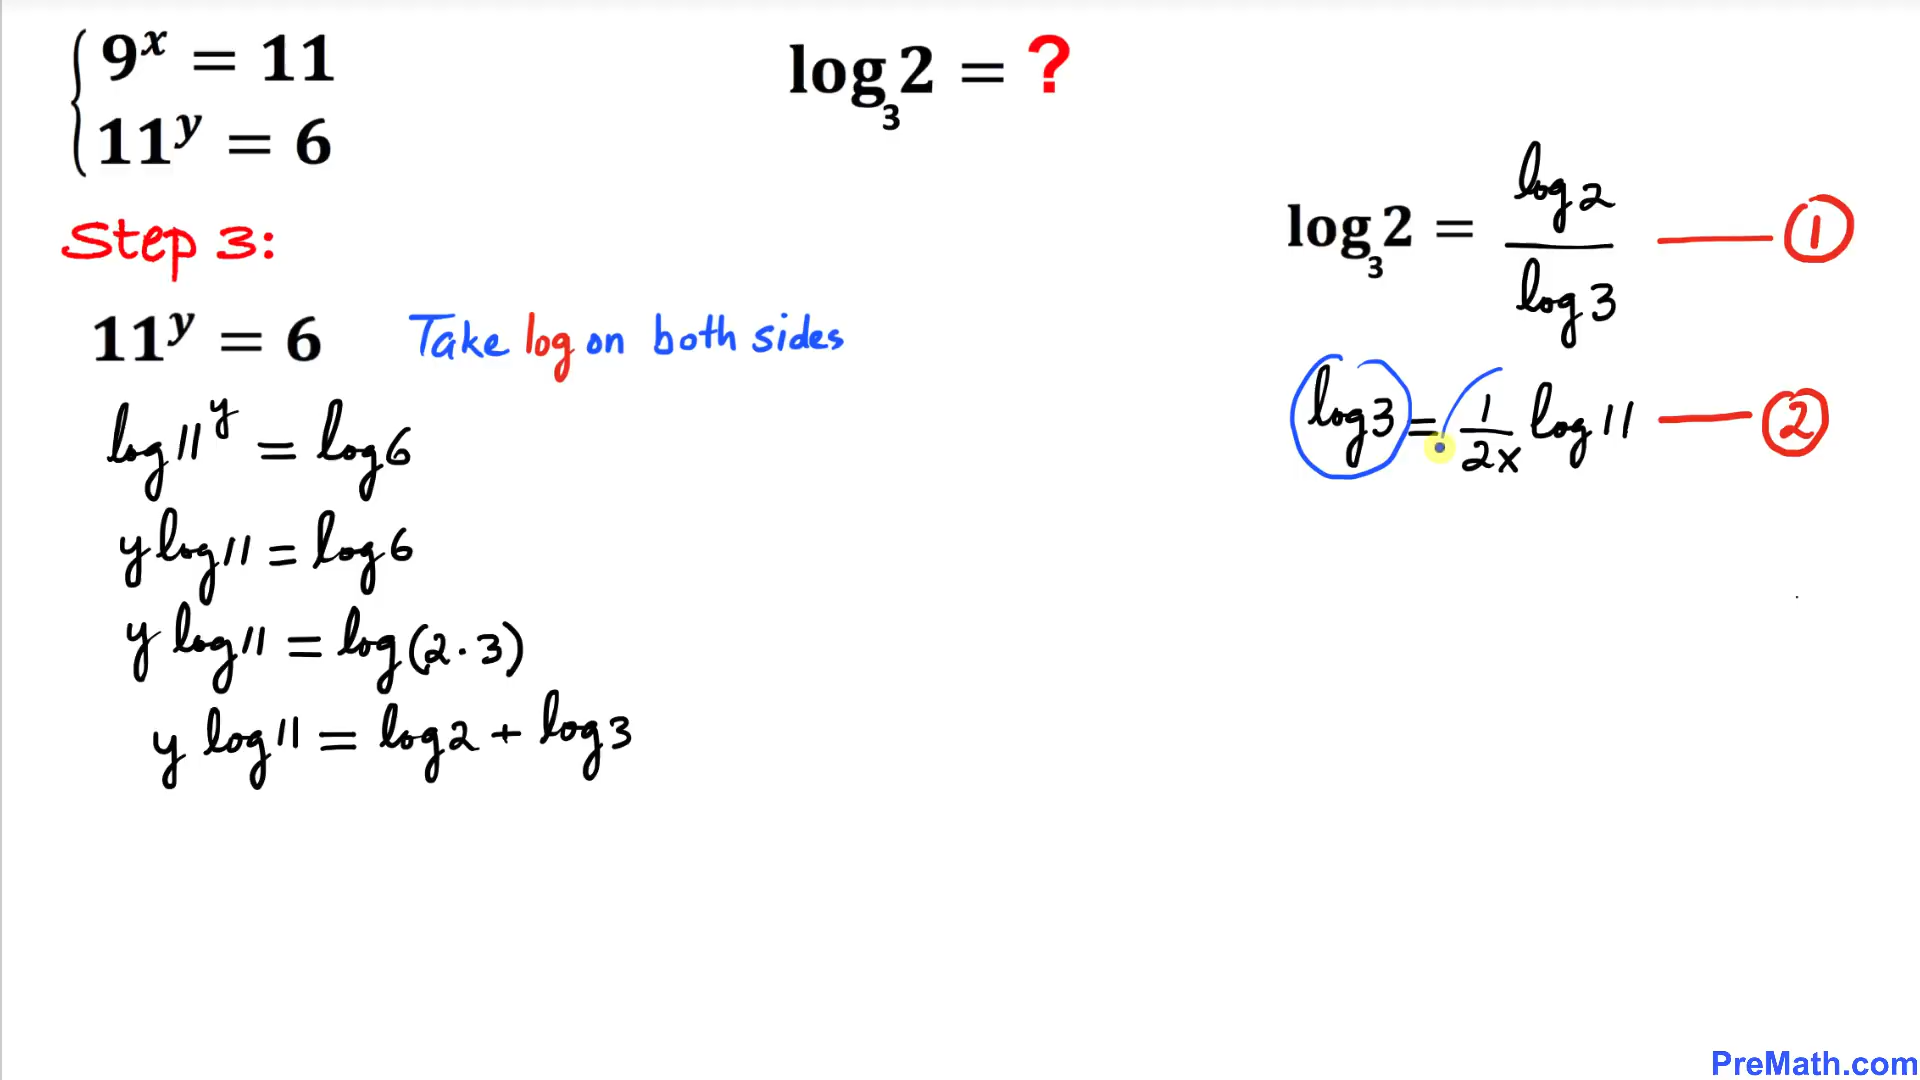 9^x = 11
11^y = 6
log_3 2 = ?
Step 3:
11^y = 6 Take log on both sides
log 11^y = log 6
y log 11 = log 6
y log 11 = log (2 · 3)
y log 11 = log 2 + log 3
log_3 2 = log 2 / log 3 — ①
log 3 = 1/2x log 11 — ②
PreMath.com